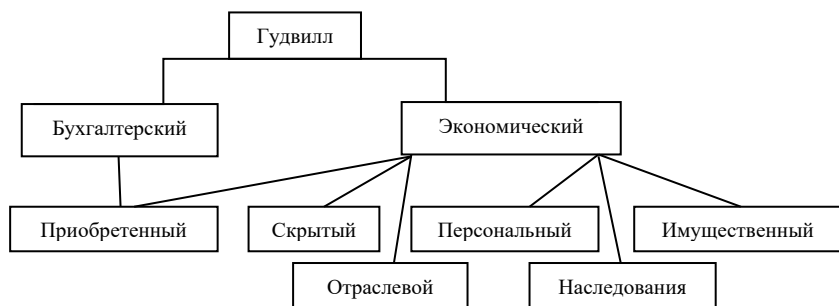 Гудвилл
Бухгалтерский
Экономический
Приобретенный
Скрытый
Персональный
Имущественный
Отраслевой
Наследования